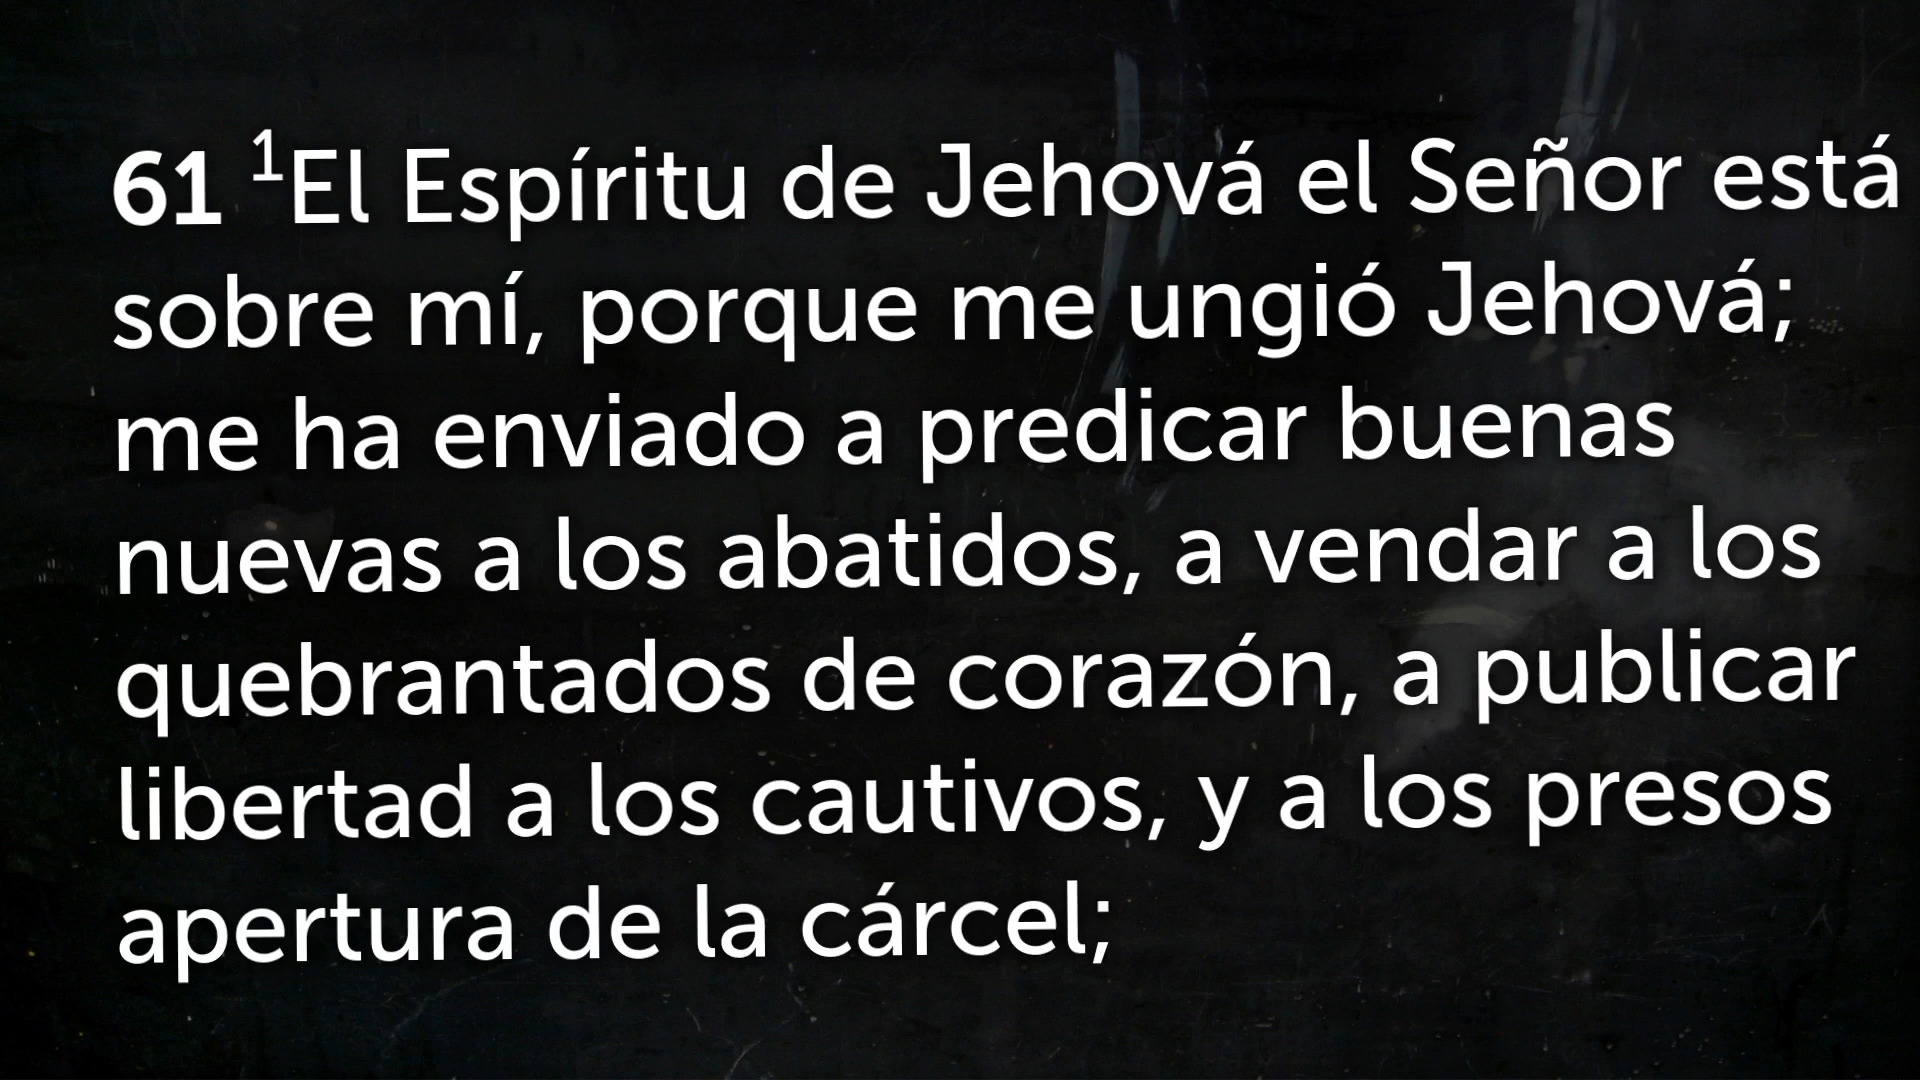 61 ¹El Espíritu de Jehová el Señor está
sobre mí, porque me ungió Jehová;
me ha enviado a predicar buenas
nuevas a los abatidos, a vendar a los
quebrantados de corazón, a publicar
libertad a los cautivos, y a los presos
apertura de la cárcel;